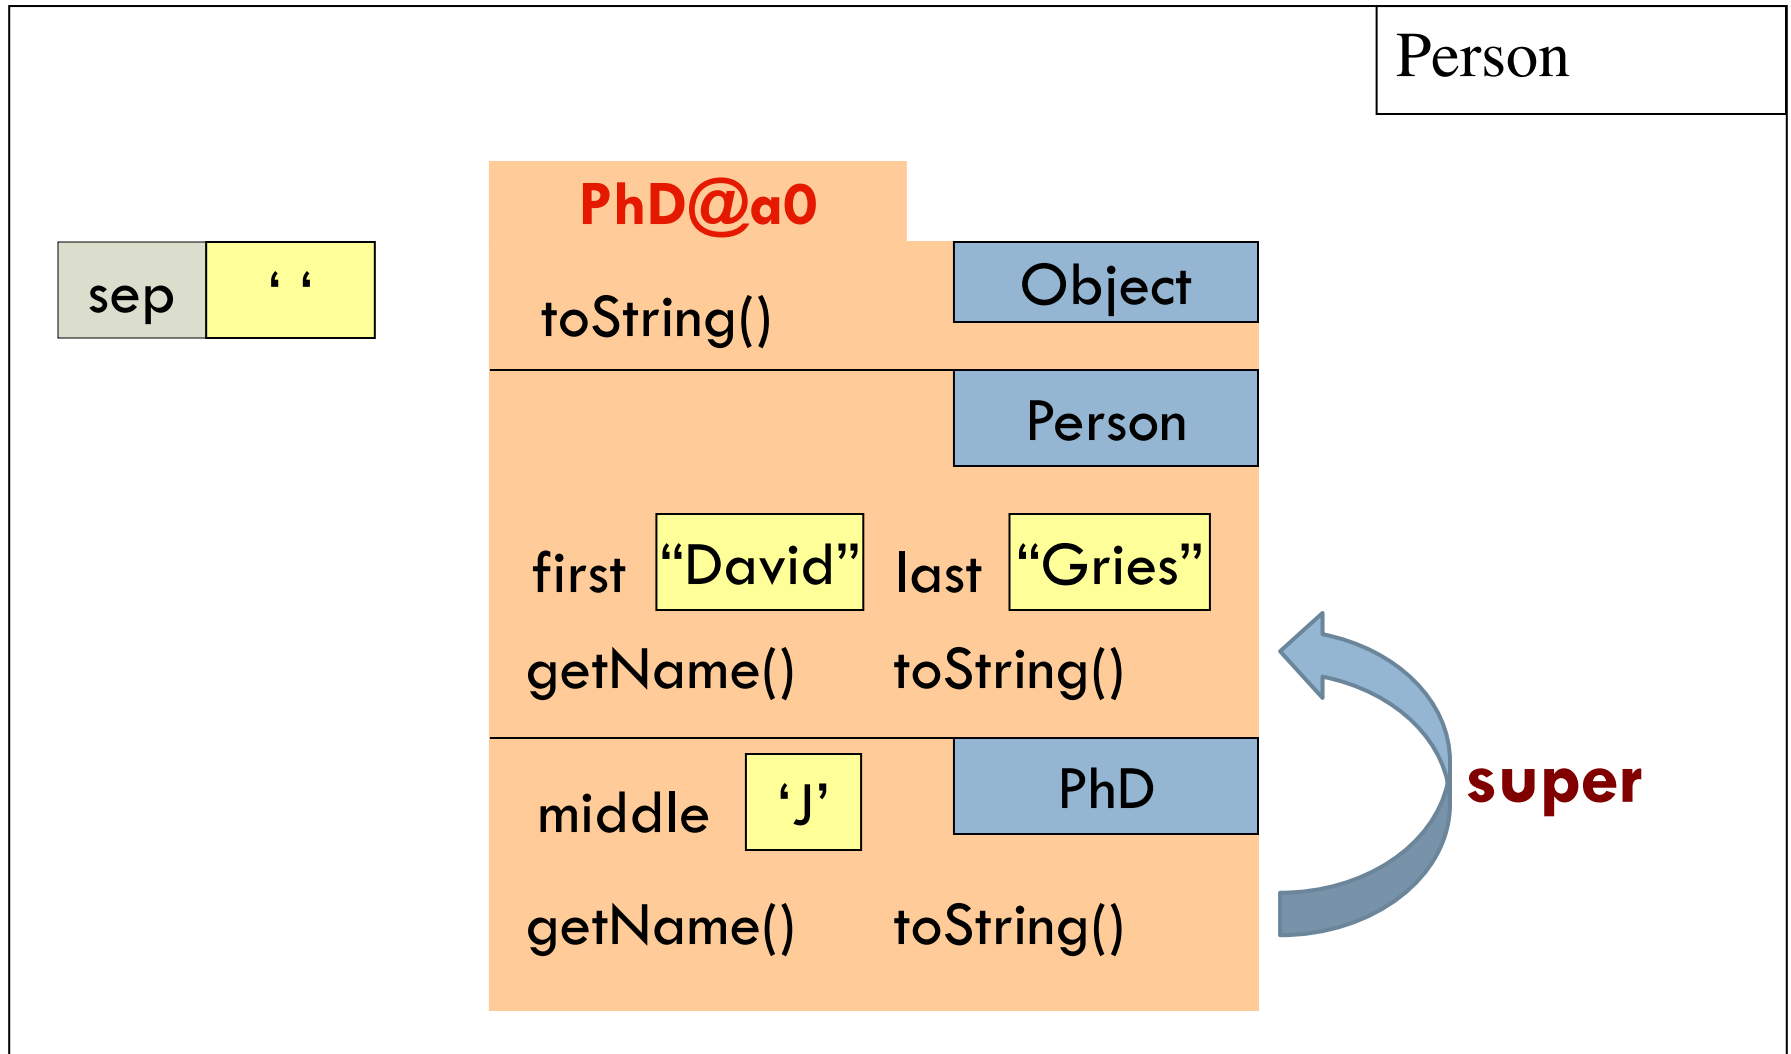 Person
PhD@a0
sep ‘ ‘
toString() Object
Person
first “David” last “Gries”
getName() toString()
middle ‘J’ PhD
super
getName() toString()